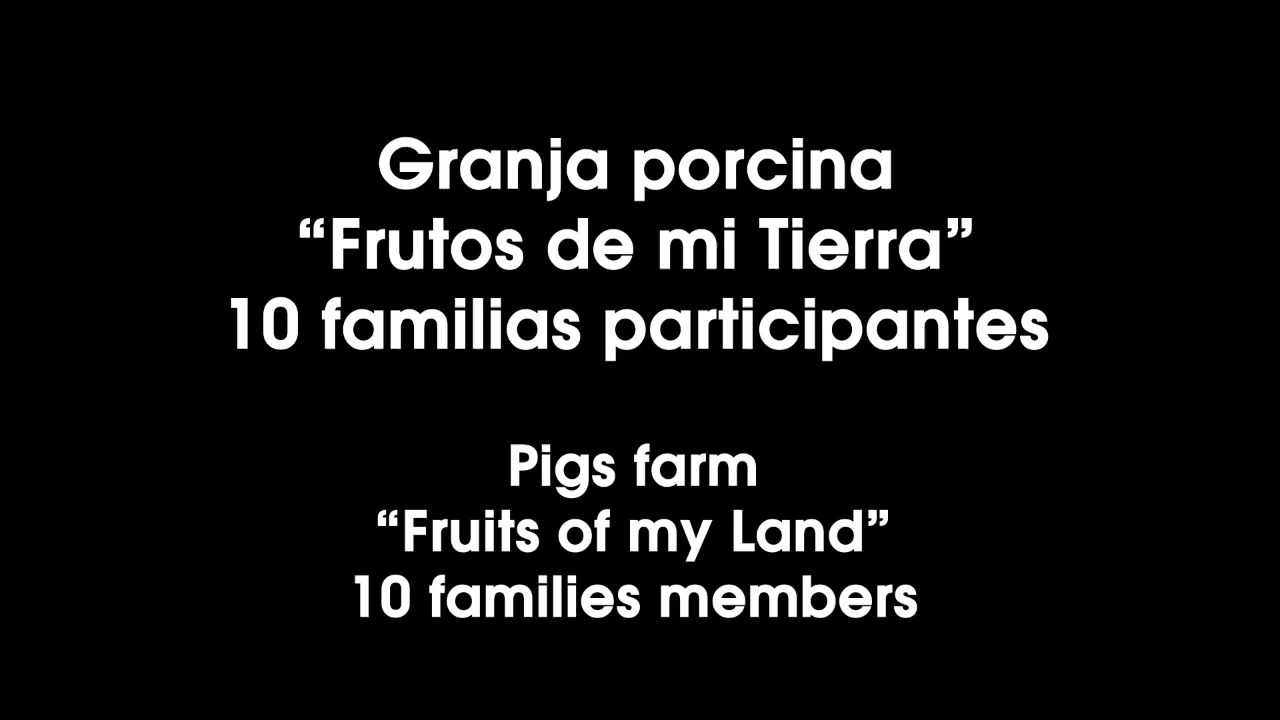 Granja porcina
“Frutos de mi Tierra”
10 familias participantes
Pigs farm
“Fruits of my Land”
10 families members